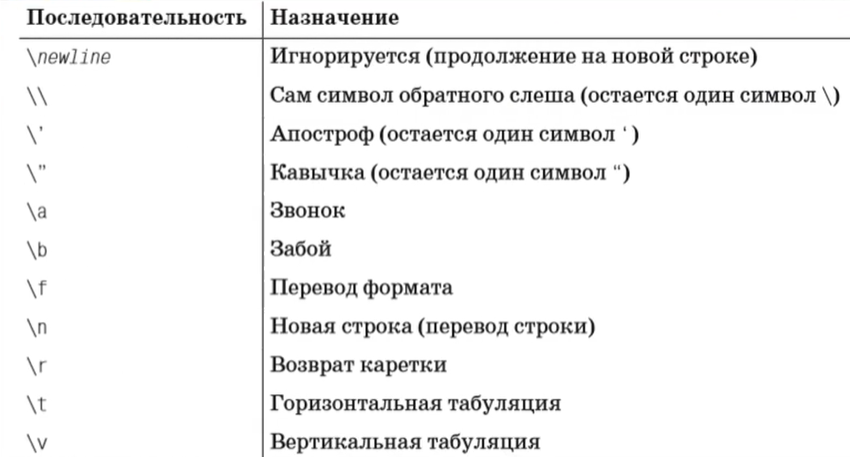 Последовательность Назначение
\newline Игнорируется (продолжение на новой строке)
\\ Сам символ обратного слеша (остается один символ \)
\’ Апостроф (остается один символ ‘ )
\” Кавычка (остается один символ “)
\a Звонок
\b Забой
\f Перевод формата
\n Новая строка (перевод строки)
\r Возврат каретки
\t Горизонтальная табуляция
\v Вертикальная табуляция